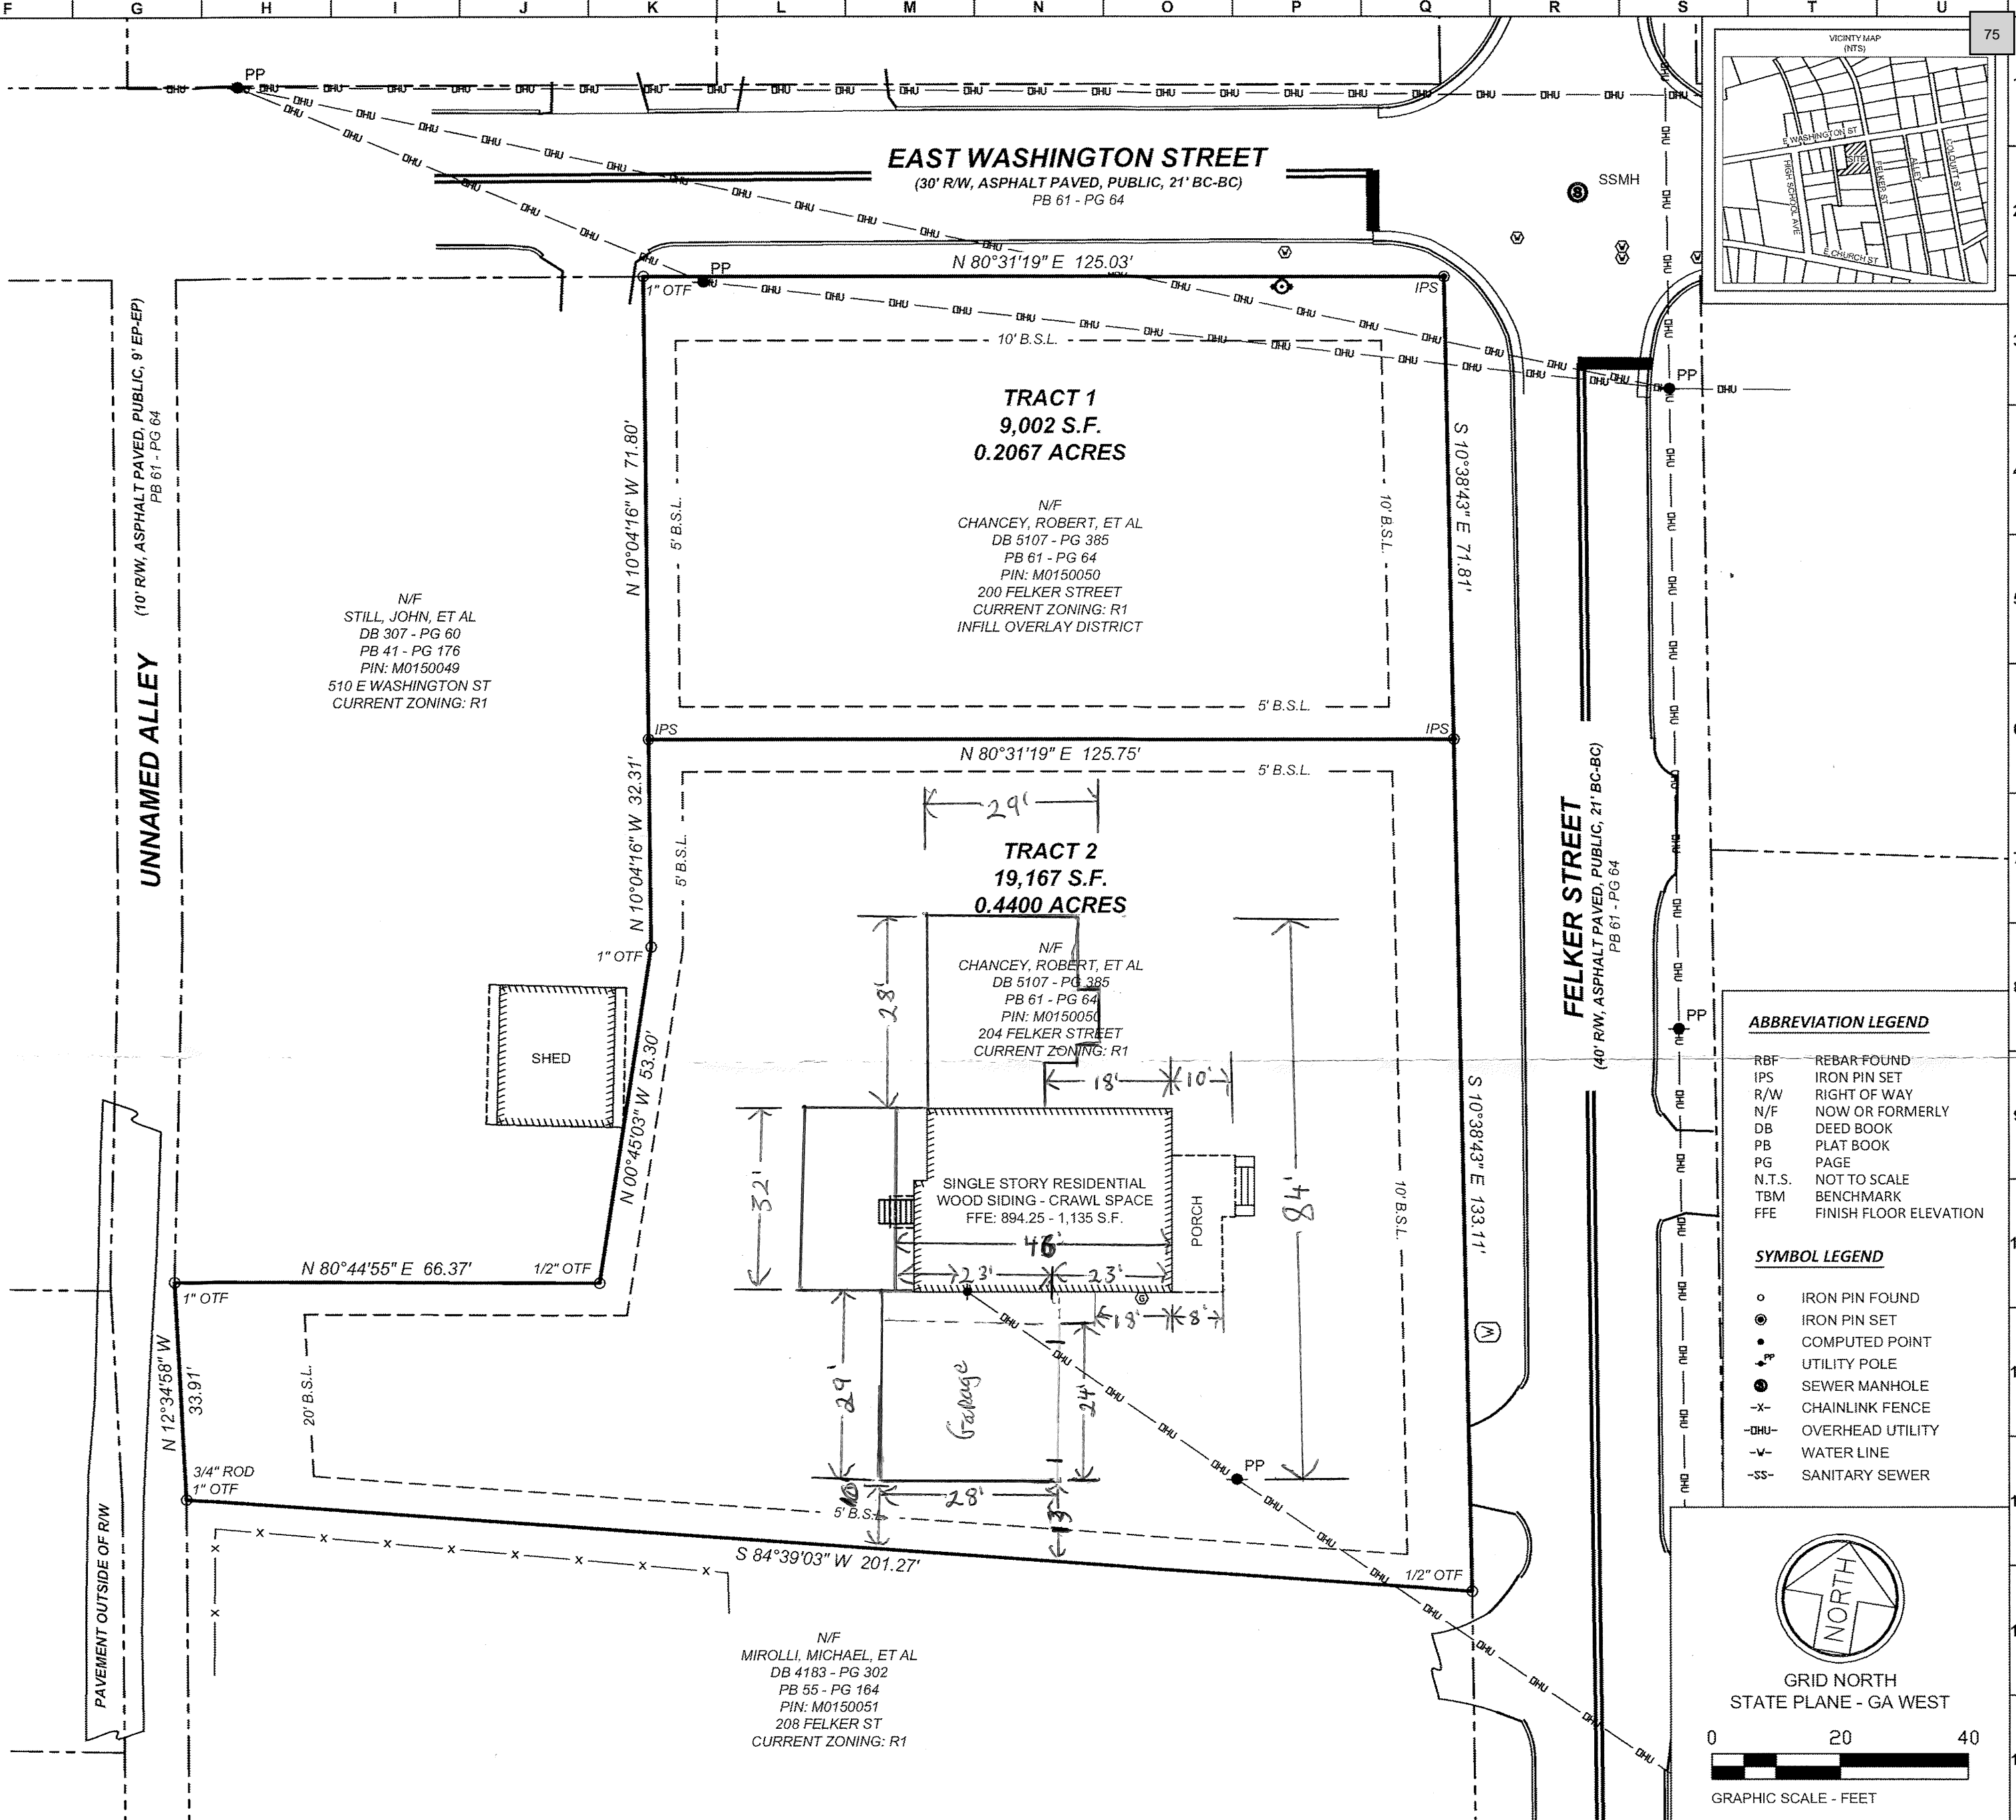 F G H I J K L M N O P Q R S T U
75
VICINTY MAP
(NTS)
E WASHINGTON ST
SITE
HIGH SCHOOL AVE
FELKER ST
ALLEY
COLQUITT ST
E CHURCH ST
PP
EAST WASHINGTON STREET
(30' R/W, ASPHALT PAVED, PUBLIC, 21' BC-BC)
PB 61 - PG 64
SSMH
N 80°31'19" E 125.03'
PP
1" OTF
IPS
10' B.S.L.
PP
TRACT 1
9,002 S.F.
0.2067 ACRES
N 10°04'16" W 71.80'
5' B.S.L.
10' B.S.L.
S 10°38'43" E 71.81'
N/F
CHANCEY, ROBERT, ET AL
DB 5107 - PG 385
PB 61 - PG 64
PIN: M0150050
200 FELKER STREET
CURRENT ZONING: R1
INFILL OVERLAY DISTRICT
UNNAMED ALLEY
(10' R/W, ASPHALT PAVED, PUBLIC, 9' EP-EP)
PB 61 - PG 64
N/F
STILL, JOHN, ET AL
DB 307 - PG 60
PB 41 - PG 176
PIN: M0150049
510 E WASHINGTON ST
CURRENT ZONING: R1
5' B.S.L.
IPS
IPS
N 80°31'19" E 125.75'
5' B.S.L.
29'
TRACT 2
19,167 S.F.
0.4400 ACRES
N 10°04'16" W 32.31'
5' B.S.L.
1" OTF
N/F
CHANCEY, ROBERT, ET AL
DB 5107 - PG 385
PB 61 - PG 64
PIN: M0150050
204 FELKER STREET
CURRENT ZONING: R1
28'
18'
10'
84'
32'
SHED
N 00°45'03" W 53.30'
SINGLE STORY RESIDENTIAL
WOOD SIDING - CRAWL SPACE
FFE: 894.25 - 1,135 S.F.
PORCH
46'
23'
23'
18'
8'
G
W
10' B.S.L.
S 10°38'43" E 133.11'
FELKER STREET
(40' R/W, ASPHALT PAVED, PUBLIC, 21' BC-BC)
PB 61 - PG 64
PP
N 80°44'55" E 66.37'
1/2" OTF
1" OTF
N 12°34'58" W
33.91'
20' B.S.L.
3/4" ROD
1" OTF
29'
Garage
24'
PP
28'
5' B.S.L.
S 84°39'03" W 201.27'
1/2" OTF
PAVEMENT OUTSIDE OF R/W
N/F
MIROLLI, MICHAEL, ET AL
DB 4183 - PG 302
PB 55 - PG 164
PIN: M0150051
208 FELKER ST
CURRENT ZONING: R1
ABBREVIATION LEGEND
RBF REBAR FOUND
IPS IRON PIN SET
R/W RIGHT OF WAY
N/F NOW OR FORMERLY
DB DEED BOOK
PB PLAT BOOK
PG PAGE
N.T.S. NOT TO SCALE
TBM BENCHMARK
FFE FINISH FLOOR ELEVATION
SYMBOL LEGEND
IRON PIN FOUND
IRON PIN SET
COMPUTED POINT
PP UTILITY POLE
SEWER MANHOLE
-X- CHAINLINK FENCE
-OHU- OVERHEAD UTILITY
-W- WATER LINE
-SS- SANITARY SEWER
NORTH
GRID NORTH
STATE PLANE - GA WEST
0 20 40
GRAPHIC SCALE - FEET